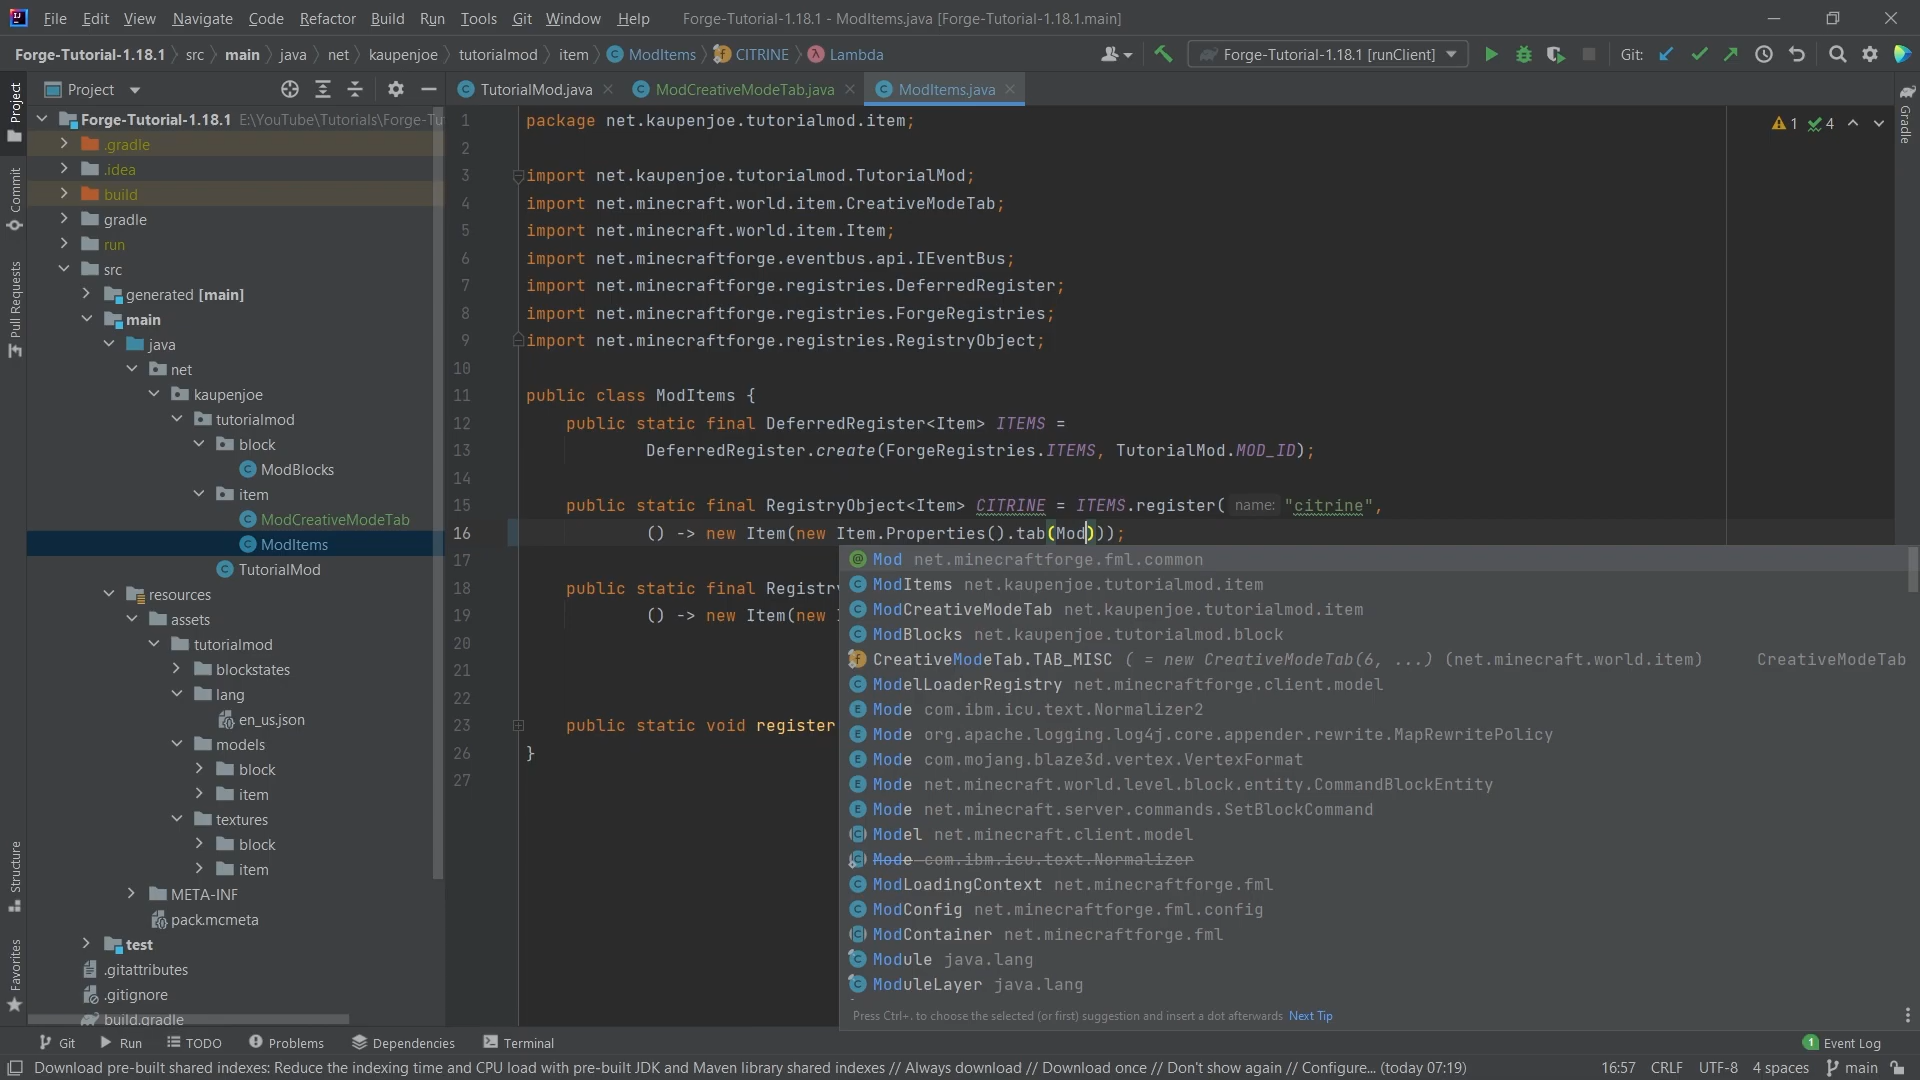 File Edit View Navigate Code Refactor Build Run Tools Git Window Help Forge-Tutorial-1.18.1 - ModItems.java [Forge-Tutorial-1.18.1.main]
Forge-Tutorial-1.18.1 src main java net kaupenjoe tutorialmod item ModItems CITRINE Lambda Forge-Tutorial-1.18.1 [runClient] Git:
Project TutorialMod.java ModCreativeModeTab.java ModItems.java
Project
Commit
Pull Requests
Structure
Favorites
Gradle
Forge-Tutorial-1.18.1 E:\YouTube\Tutorials\Forge-Tu
.gradle
.idea
build
gradle
run
src
generated [main]
main
java
net
kaupenjoe
tutorialmod
block
ModBlocks
item
ModCreativeModeTab
ModItems
TutorialMod
resources
assets
tutorialmod
blockstates
lang
en_us.json
models
block
item
textures
block
item
META-INF
pack.mcmeta
test
.gitattributes
.gitignore
build.gradle
1 4
1 package net.kaupenjoe.tutorialmod.item;
2
3 import net.kaupenjoe.tutorialmod.TutorialMod;
4 import net.minecraft.world.item.CreativeModeTab;
5 import net.minecraft.world.item.Item;
6 import net.minecraftforge.eventbus.api.IEventBus;
7 import net.minecraftforge.registries.DeferredRegister;
8 import net.minecraftforge.registries.ForgeRegistries;
9 import net.minecraftforge.registries.RegistryObject;
10
11 public class ModItems {
12 public static final DeferredRegister<Item> ITEMS =
13 DeferredRegister.create(ForgeRegistries.ITEMS, TutorialMod.MOD_ID);
14
15 public static final RegistryObject<Item> CITRINE = ITEMS.register( name: "citrine",
16 () -> new Item(new Item.Properties().tab(Mod)));
17
18 public static final Registry
19 () -> new Item(new
20
21
22
23 public static void register
26 }
27
Mod net.minecraftforge.fml.common
ModItems net.kaupenjoe.tutorialmod.item
ModCreativeModeTab net.kaupenjoe.tutorialmod.item
ModBlocks net.kaupenjoe.tutorialmod.block
CreativeModeTab.TAB_MISC ( = new CreativeModeTab(6, ...) (net.minecraft.world.item) CreativeModeTab
ModelLoaderRegistry net.minecraftforge.client.model
Mode com.ibm.icu.text.Normalizer2
Mode org.apache.logging.log4j.core.appender.rewrite.MapRewritePolicy
Mode com.mojang.blaze3d.vertex.VertexFormat
Mode net.minecraft.world.level.block.entity.CommandBlockEntity
Mode net.minecraft.server.commands.SetBlockCommand
Model net.minecraft.client.model
Mode com.ibm.icu.text.Normalizer
ModLoadingContext net.minecraftforge.fml
ModConfig net.minecraftforge.fml.config
ModContainer net.minecraftforge.fml
Module java.lang
ModuleLayer java.lang
Press Ctrl+. to choose the selected (or first) suggestion and insert a dot afterwards Next Tip
Git Run TODO Problems Dependencies Terminal 1 Event Log
Download pre-built shared indexes: Reduce the indexing time and CPU load with pre-built JDK and Maven library shared indexes // Always download // Download once // Don't show again // Configure... (today 07:19) 16:57 CRLF UTF-8 4 spaces main